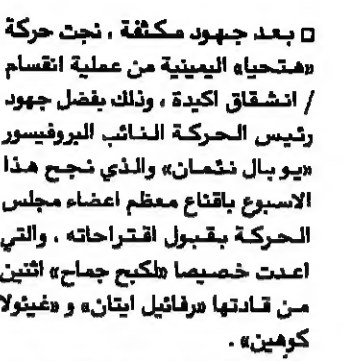 □ بعد جهود مكثفة ، نجت حركة
«هتحيا» اليمينية من عملية انقسام
/ انشقاق اكيدة ، وذلك بفضل جهود
رئيس الحركة النائب البروفيسور
«يو بال نئمان» والذي نجح هذا
الاسبوع باقناع معظم اعضاء مجلس
الحركة بقبول اقتراحاته ، والتي
اعدت خصيصا «لكبح جماح» اثنين
من قادتها «رفائيل ايتان» و «غيئولا
كوهين» .